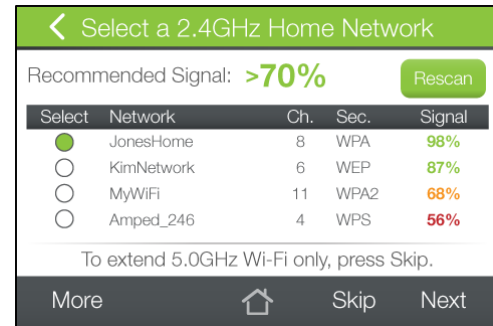 Select a 2.4GHz Home Network
Recommended Signal: >70% Rescan
Select Network Ch. Sec. Signal
JonesHome 8 WPA 98%
KimNetwork 6 WEP 87%
MyWiFi 11 WPA2 68%
Amped_246 4 WPS 56%
To extend 5.0GHz Wi-Fi only, press Skip.
More Skip Next